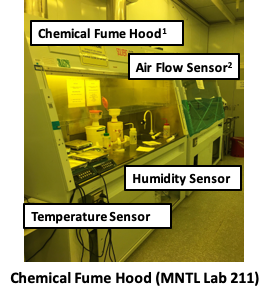 Chemical Fume Hood¹
Air Flow Sensor²
Humidity Sensor
Temperature Sensor
Chemical Fume Hood (MNTL Lab 211)